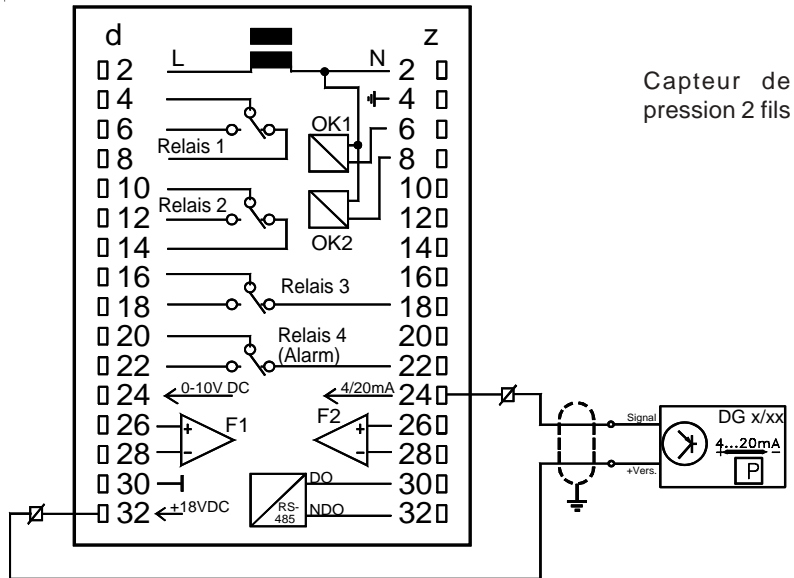 d
z
Capteur de
pression 2 fils
2 L N 2
4 4
6 OK1 6
Relais 1
8 8
10 10
Relais 2
12 12
14 OK2 14
16 16
Relais 3
18 18
20 20
Relais 4
(Alarm)
22 22
24 0-10V DC 4/20mA 24
26 + F1 F2 + 26
28 - - 28
30 DO 30
32 +18VDC RS-
485 NDO 32
Signal
DG x/xx
4...20mA
+ -
+Vers.
P